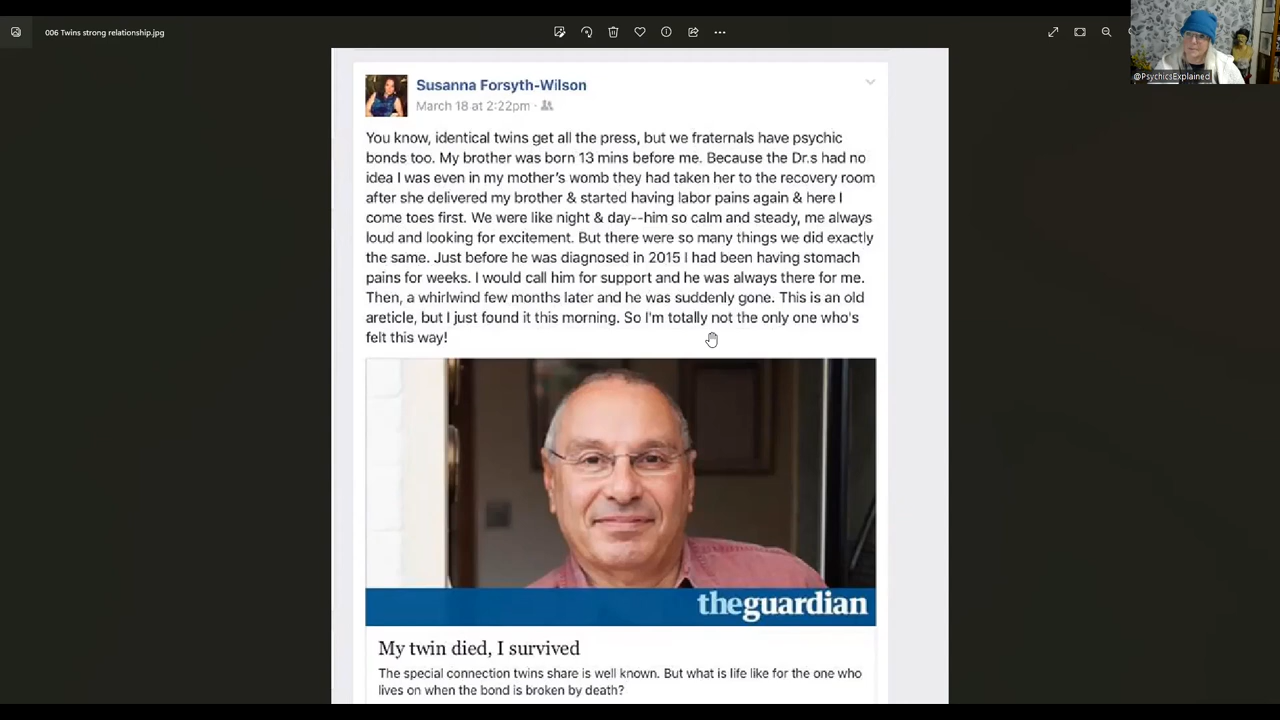 006 Twins strong relationship.jpg
@PsychicsExplained
Susanna Forsyth-Wilson
March 18 at 2:22pm ·
You know, identical twins get all the press, but we fraternals have psychic
bonds too. My brother was born 13 mins before me. Because the Dr.s had no
idea I was even in my mother's womb they had taken her to the recovery room
after she delivered my brother & started having labor pains again & here I
come toes first. We were like night & day--him so calm and steady, me always
loud and looking for excitement. But there were so many things we did exactly
the same. Just before he was diagnosed in 2015 I had been having stomach
pains for weeks. I would call him for support and he was always there for me.
Then, a whirlwind few months later and he was suddenly gone. This is an old
areticle, but I just found it this morning. So I'm totally not the only one who's
felt this way!
theguardian
My twin died, I survived
The special connection twins share is well known. But what is life like for the one who
lives on when the bond is broken by death?